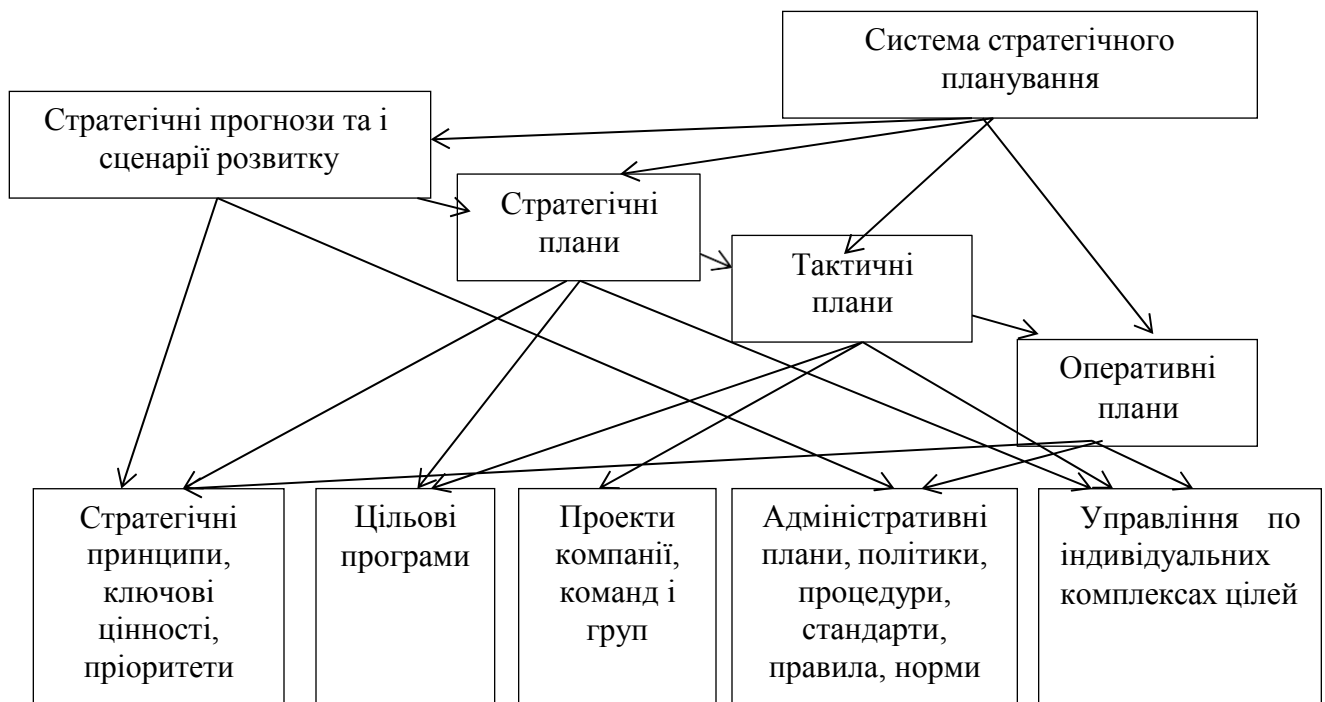 Система стратегічного
планування
Стратегічні прогнози та і
сценарії розвитку
Стратегічні
плани
Тактичні
плани
Оперативні
плани
Стратегічні
принципи,
ключові
цінності,
пріоритети
Цільові
програми
Проекти
компанії,
команд і
груп
Адміністративні
плани, політики,
процедури,
стандарти,
правила, норми
Управління по
індивідуальних
комплексах цілей